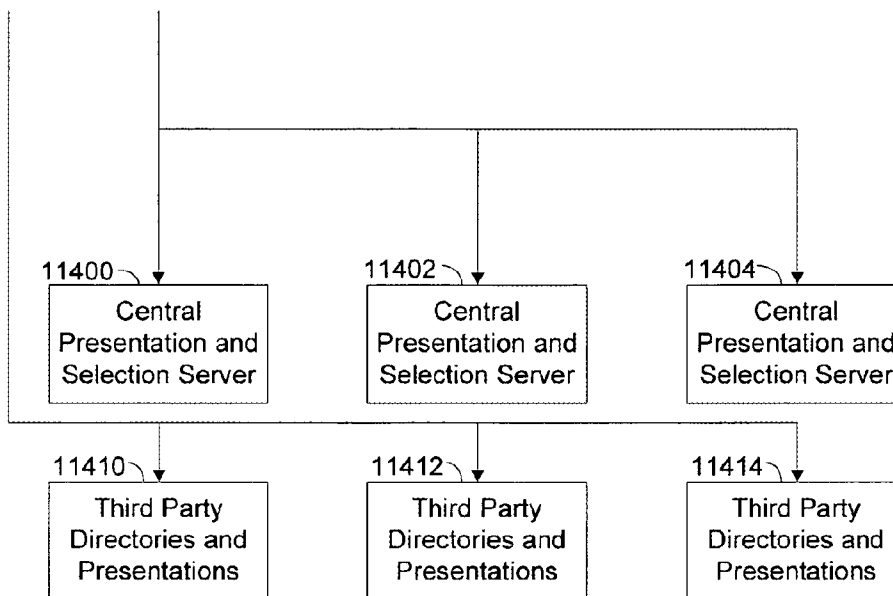 11400
11402
11404
Central
Presentation and
Selection Server
Central
Presentation and
Selection Server
Central
Presentation and
Selection Server
11410
11412
11414
Third Party
Directories and
Presentations
Third Party
Directories and
Presentations
Third Party
Directories and
Presentations